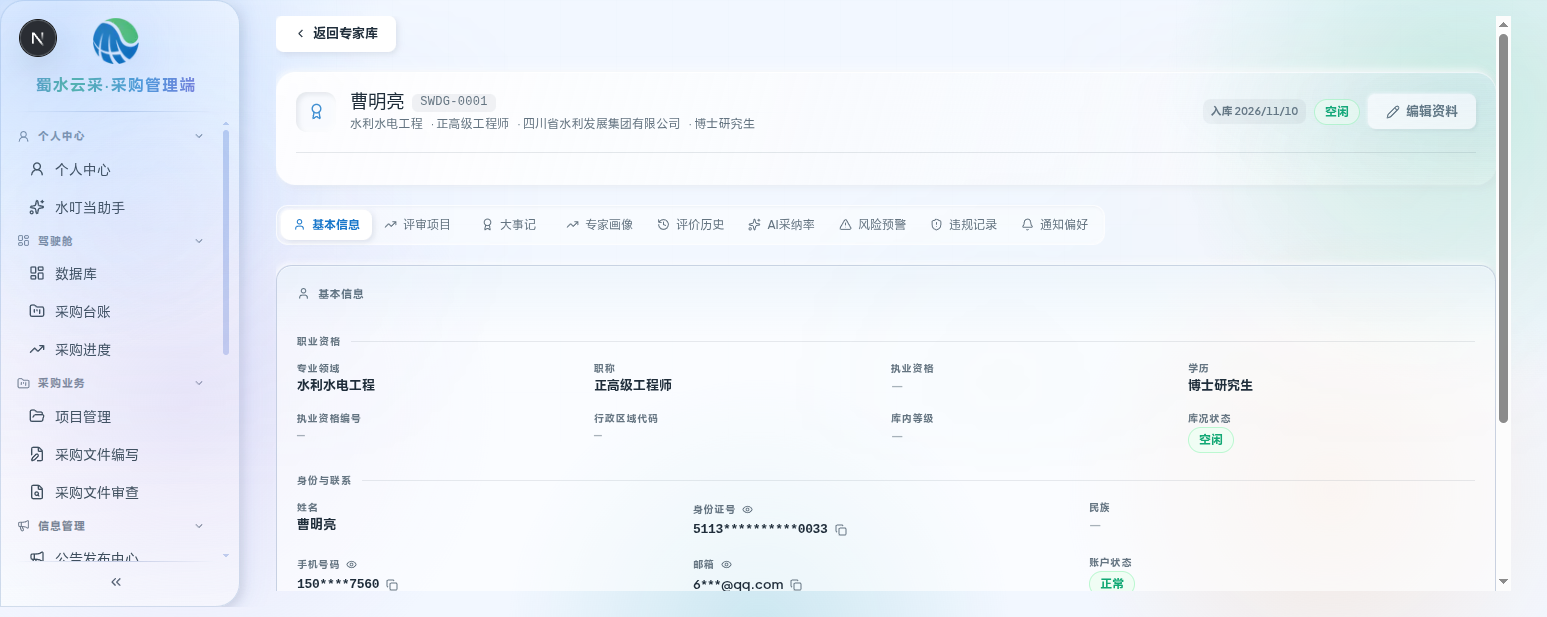 N
蜀水云采·采购管理端
个人中心
个人中心
水叮当助手
驾驶舱
数据库
采购台账
采购进度
采购业务
项目管理
采购文件编写
采购文件审查
信息管理
公告发布中心
返回专家库
曹明亮 SWDG-0001
水利水电工程 ·正高级工程师 ·四川省水利发展集团有限公司 ·博士研究生
入库 2026/11/10 空闲 编辑资料
基本信息 评审项目 大事记 专家画像 评价历史 AI采纳率 风险预警 违规记录 通知偏好
基本信息
职业资格
专业领域 职称 执业资格 学历
水利水电工程 正高级工程师 — 博士研究生
执业资格编号 行政区域代码 库内等级 库况状态
— — — 空闲
身份与联系
姓名 身份证号 民族
曹明亮 5113**********0033 —
手机号码 邮箱 账户状态
150****7560 6***@qq.com 正常